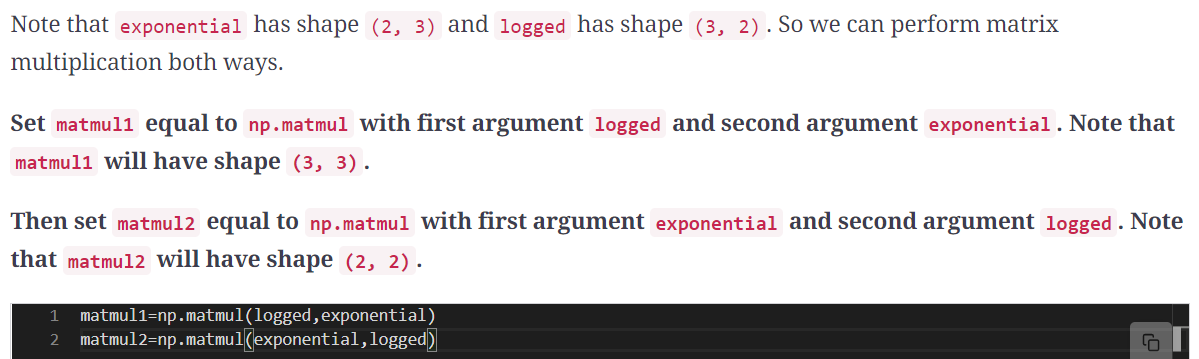 Note that exponential has shape (2, 3) and logged has shape (3, 2). So we can perform matrix
multiplication both ways.
Set matmul1 equal to np.matmul with first argument logged and second argument exponential. Note that
matmul1 will have shape (3, 3).
Then set matmul2 equal to np.matmul with first argument exponential and second argument logged. Note
that matmul2 will have shape (2, 2).
1 matmul1=np.matmul(logged,exponential)
2 matmul2=np.matmul(exponential,logged)